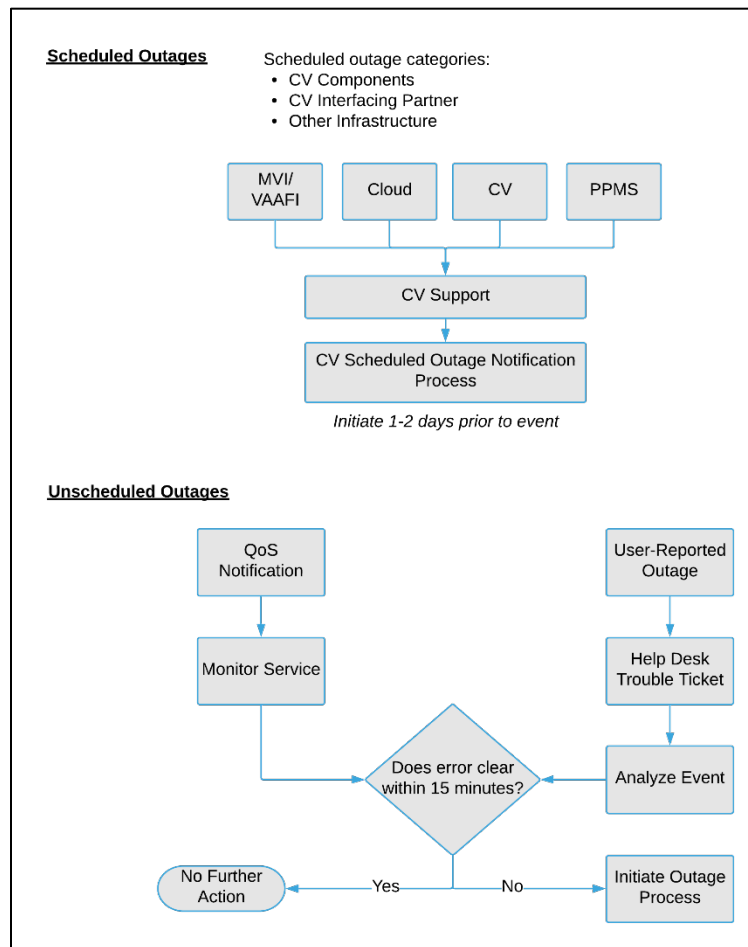 Scheduled Outages
Scheduled outage categories:
• CV Components
• CV Interfacing Partner
• Other Infrastructure
MVI/
VAAFI
Cloud
CV
PPMS
CV Support
CV Scheduled Outage Notification
Process
Initiate 1-2 days prior to event
Unscheduled Outages
QoS
Notification
User-Reported
Outage
Monitor Service
Help Desk
Trouble Ticket
Does error clear
within 15 minutes?
Analyze Event
No Further
Action
Yes
No
Initiate Outage
Process